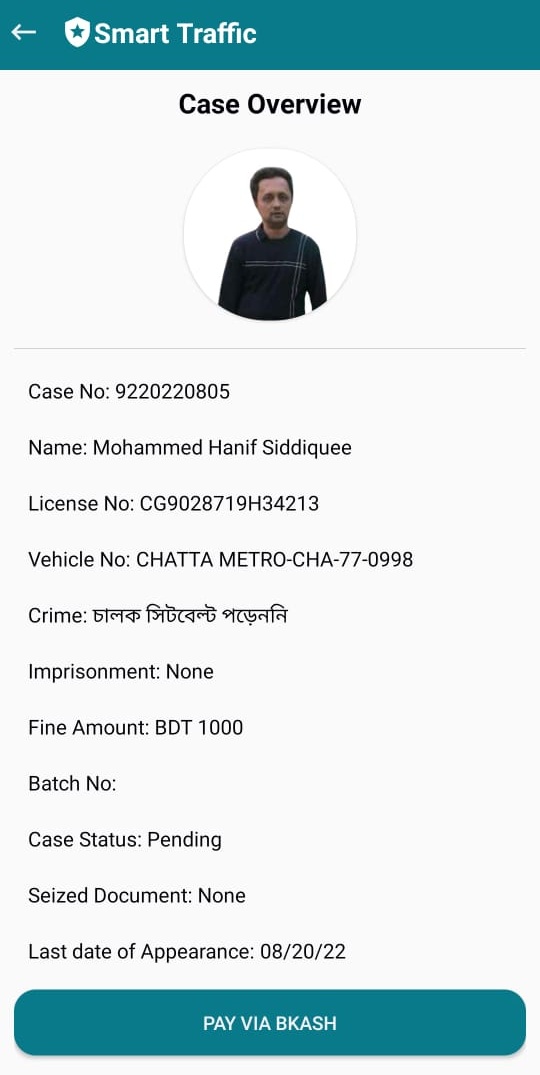 Smart Traffic
Case Overview
Case No: 9220220805
Name: Mohammed Hanif Siddiquee
License No: CG9028719H34213
Vehicle No: CHATTA METRO-CHA-77-0998
Crime: চালক সিটবেল্ট পড়েননি
Imprisonment: None
Fine Amount: BDT 1000
Batch No:
Case Status: Pending
Seized Document: None
Last date of Appearance: 08/20/22
PAY VIA BKASH